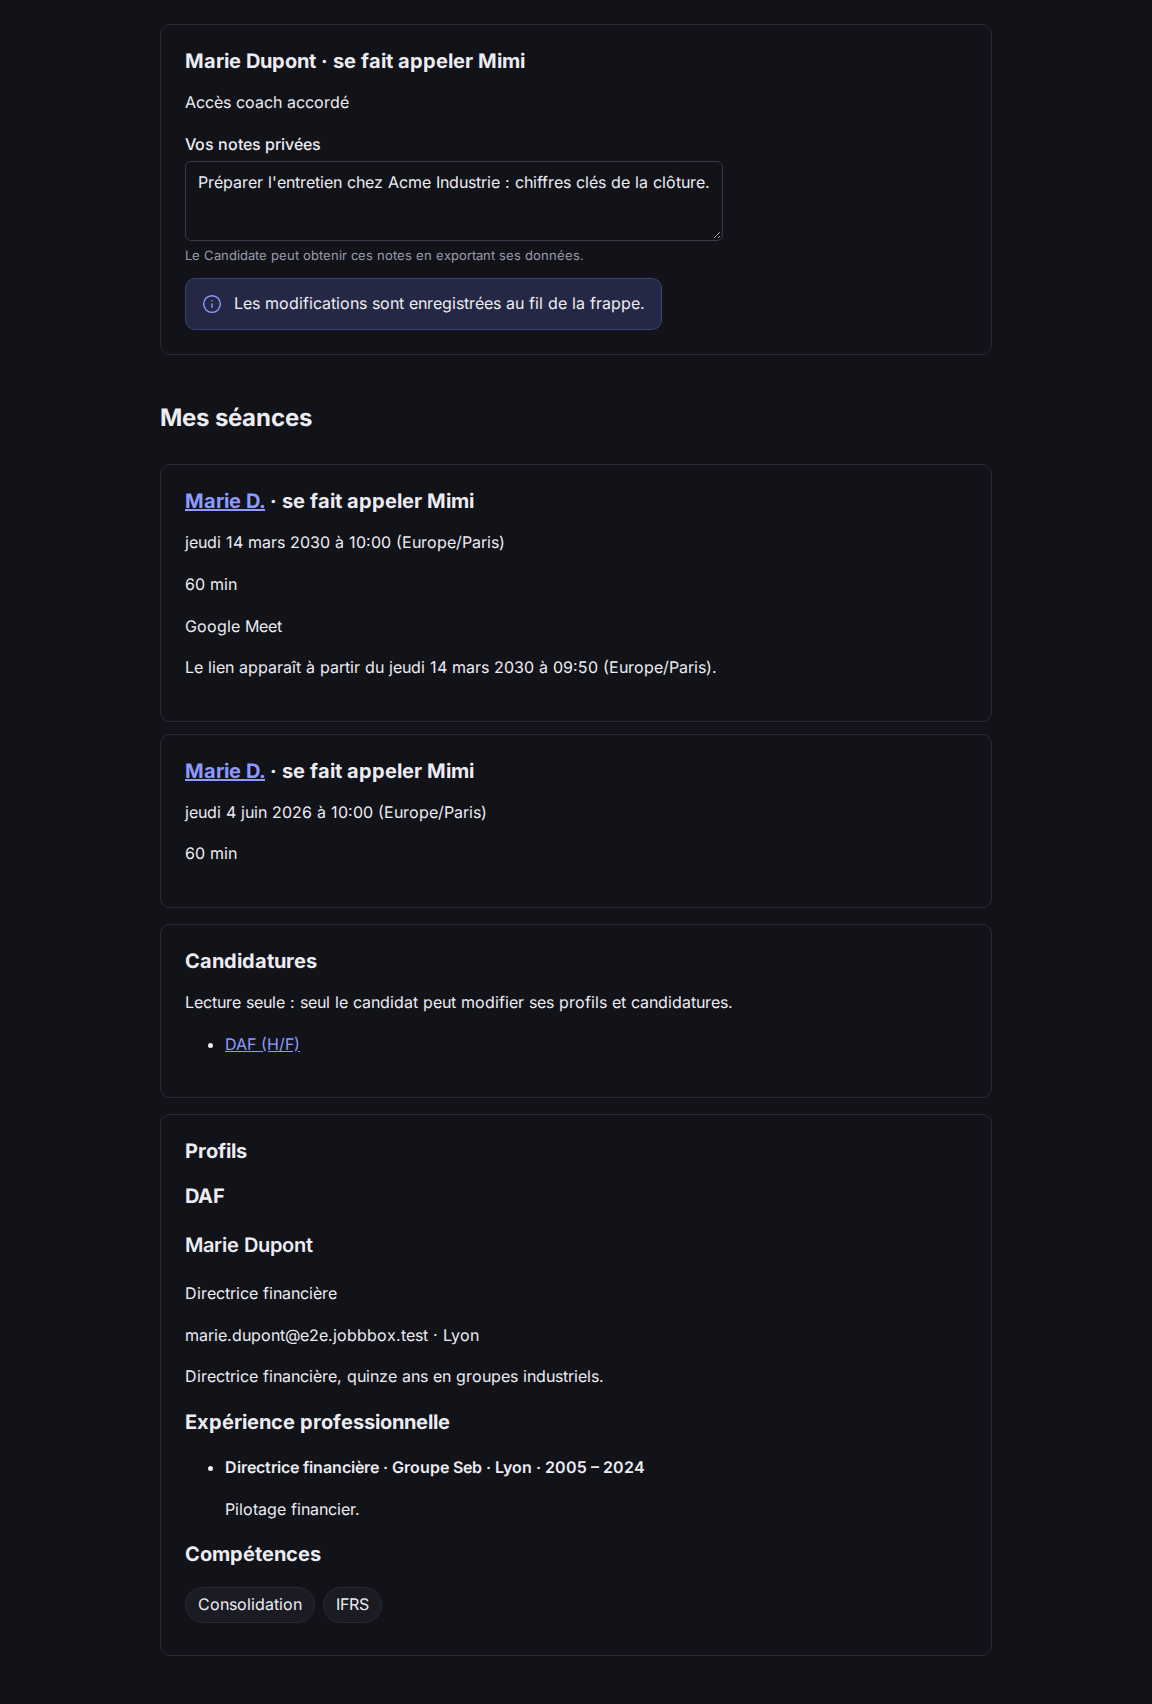 Marie Dupont · se fait appeler Mimi
Accès coach accordé
Vos notes privées
Préparer l'entretien chez Acme Industrie : chiffres clés de la clôture.
Le Candidate peut obtenir ces notes en exportant ses données.
Les modifications sont enregistrées au fil de la frappe.
Mes séances
Marie D. · se fait appeler Mimi
jeudi 14 mars 2030 à 10:00 (Europe/Paris)
60 min
Google Meet
Le lien apparaît à partir du jeudi 14 mars 2030 à 09:50 (Europe/Paris).
Marie D. · se fait appeler Mimi
jeudi 4 juin 2026 à 10:00 (Europe/Paris)
60 min
Candidatures
Lecture seule : seul le candidat peut modifier ses profils et candidatures.
• DAF (H/F)
Profils
DAF
Marie Dupont
Directrice financière
marie.dupont@e2e.jobbbox.test · Lyon
Directrice financière, quinze ans en groupes industriels.
Expérience professionnelle
• Directrice financière · Groupe Seb · Lyon · 2005 – 2024
Pilotage financier.
Compétences
Consolidation IFRS